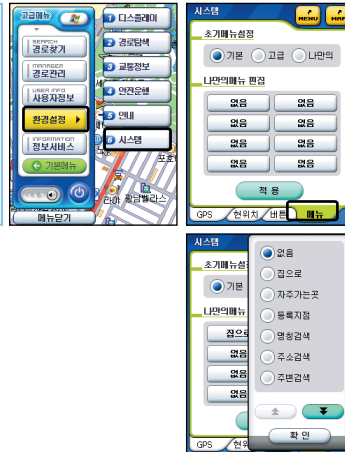 고급메뉴
SEARCH
경로찾기
MANAGER
경로관리
USER INFO
사용자정보
환경설정
INFORMATION
정보서비스
기본메뉴
메뉴닫기
1 디스플레이
2 경로탐색
3 교통정보
4 안전운행
5 안내
6 시스템
시스템
MENU
초기메뉴설정
기본 고급 나만의
나만의메뉴 편집
없음 없음
없음 없음
없음 없음
없음 없음
적 용
GPS 현위치 버튼 메뉴
시스템
초기메뉴설
기본
나만의메뉴
집으로
없음
없음
없음
GPS 현위
없음
집으로
자주가는곳
등록지점
명칭검색
주소검색
주변검색
확 인